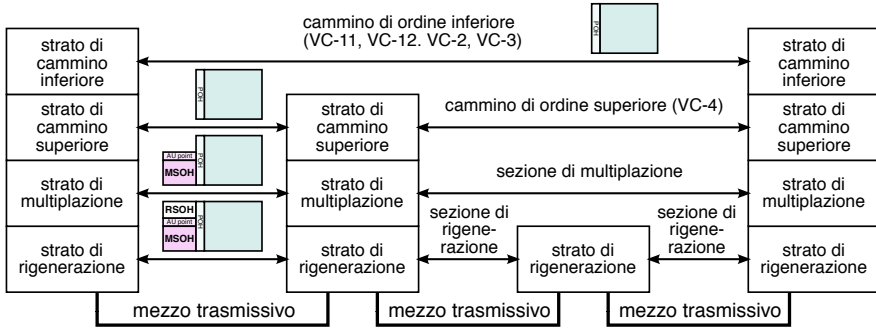 cammino di ordine inferiore
(VC-11, VC-12. VC-2, VC-3)
POH
strato di
cammino
inferiore
strato di
cammino
inferiore
POH
strato di
cammino
superiore
strato di
cammino
superiore
cammino di ordine superiore (VC-4)
strato di
cammino
superiore
AU point
MSOH
POH
strato di
multiplazione
strato di
multiplazione
sezione di multiplazione
strato di
multiplazione
RSOH
AU point
MSOH
POH
sezione di
rigene-
razione
sezione di
rigene-
razione
strato di
rigenerazione
strato di
rigenerazione
strato di
rigenerazione
strato di
rigenerazione
mezzo trasmissivo
mezzo trasmissivo
mezzo trasmissivo